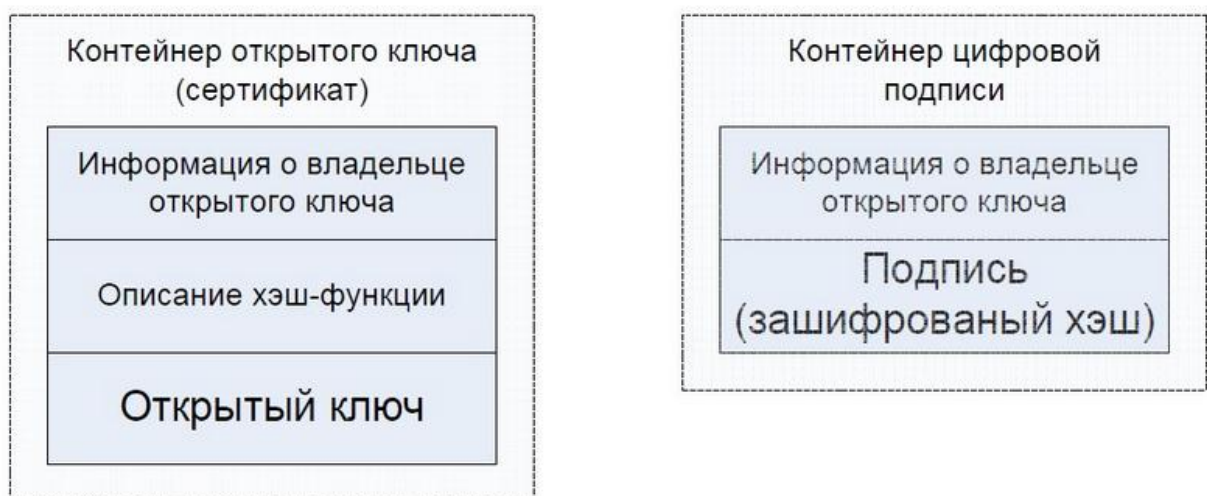 Контейнер открытого ключа
(сертификат)
Информация о владельце
открытого ключа
Описание хэш-функции
Открытый ключ
Контейнер цифровой
подписи
Информация о владельце
открытого ключа
Подпись
(зашифрованый хэш)